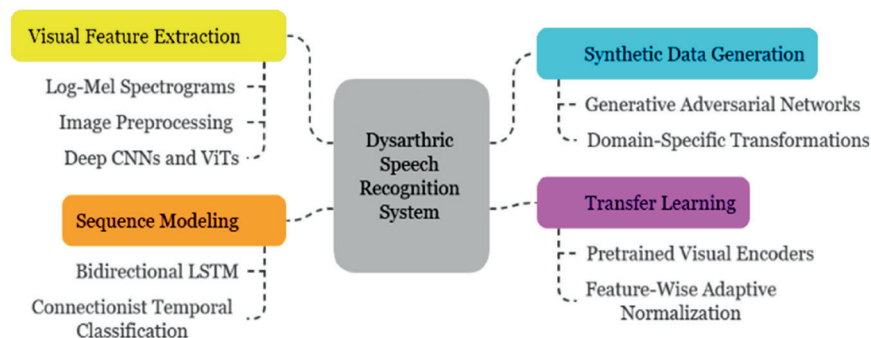 Visual Feature Extraction
Log-Mel Spectrograms
Image Preprocessing
Deep CNNs and ViTs
Sequence Modeling
Bidirectional LSTM
Connectionist Temporal
Classification
Dysarthric
Speech
Recognition
System
Synthetic Data Generation
Generative Adversarial Networks
Domain-Specific Transformations
Transfer Learning
Pretrained Visual Encoders
Feature-Wise Adaptive
Normalization